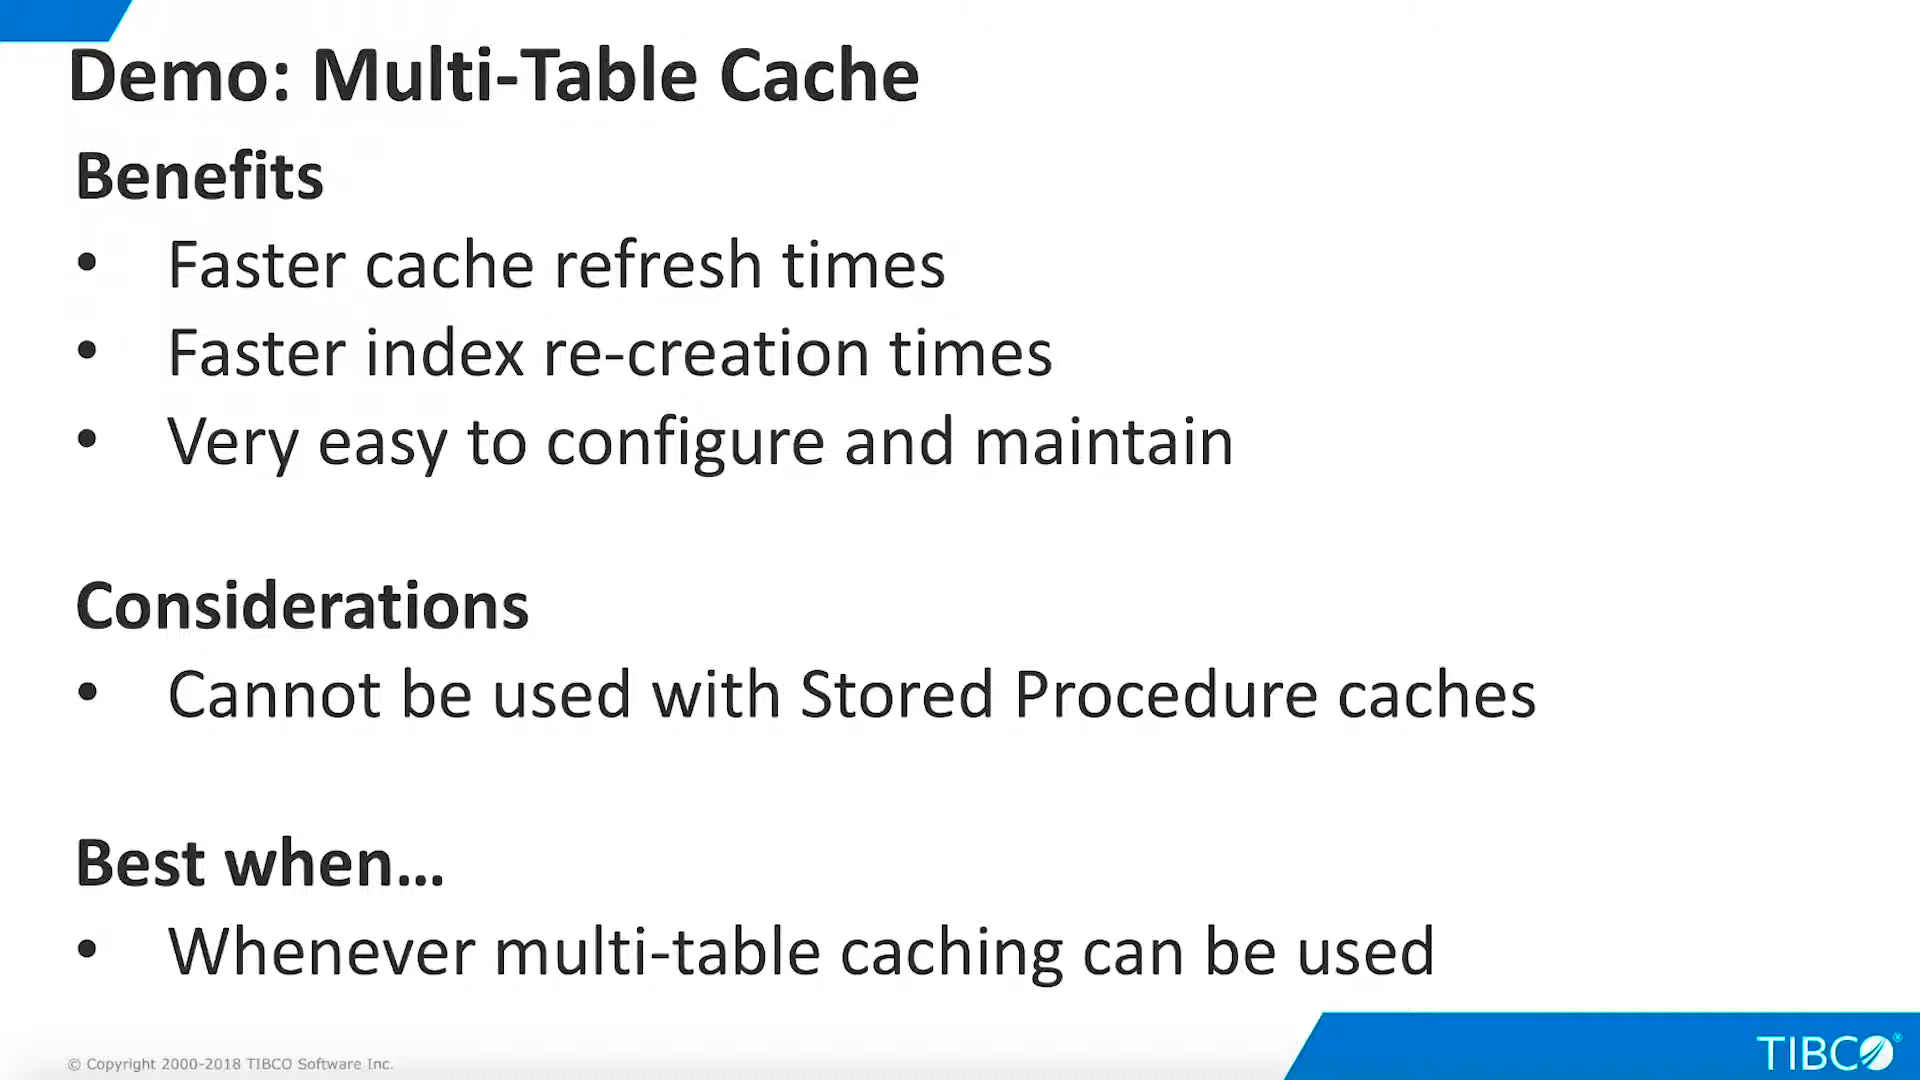 Demo: Multi-Table Cache
Benefits
• Faster cache refresh times
• Faster index re-creation times
• Very easy to configure and maintain
Considerations
• Cannot be used with Stored Procedure caches
Best when…
• Whenever multi-table caching can be used
© Copyright 2000-2018 TIBCO Software Inc.
TIBCO®